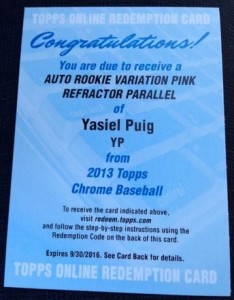 TOPPS ONLINE REDEMPTION CARD
Congratulations!
You are due to receive a
AUTO ROOKIE VARIATION PINK
REFRACTOR PARALLEL
of
Yasiel Puig
YP
from
2013 Topps
Chrome Baseball
To receive the card indicated above,
visit redeem.topps.com
and follow the step-by-step instructions using the
Redemption Code on the back of this card.
Expires 9/30/2016. See Card Back for details.
TOPPS ONLINE REDEMPTION CARD